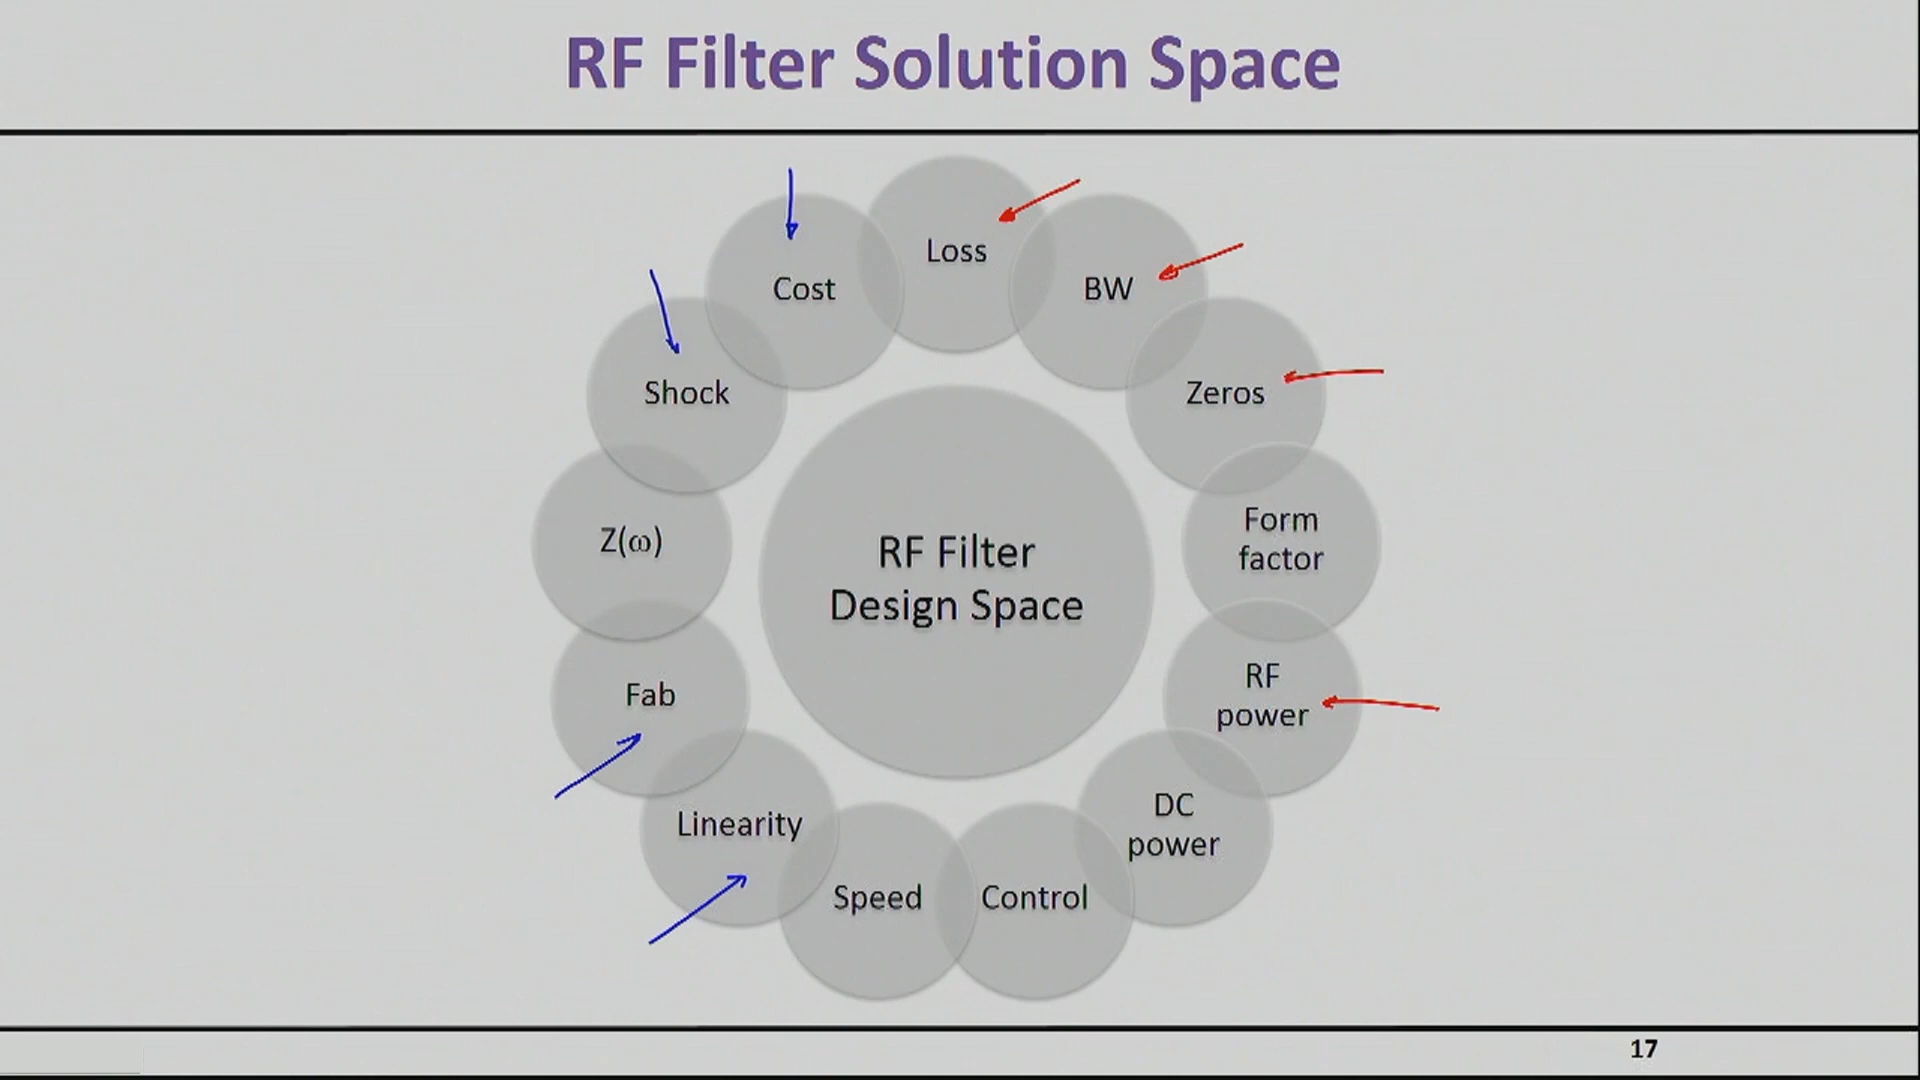 RF Filter Solution Space
Loss
BW
Zeros
Form
factor
RF
power
DC
power
Control
Speed
Linearity
Fab
Z(ω)
Shock
Cost
RF Filter
Design Space
17